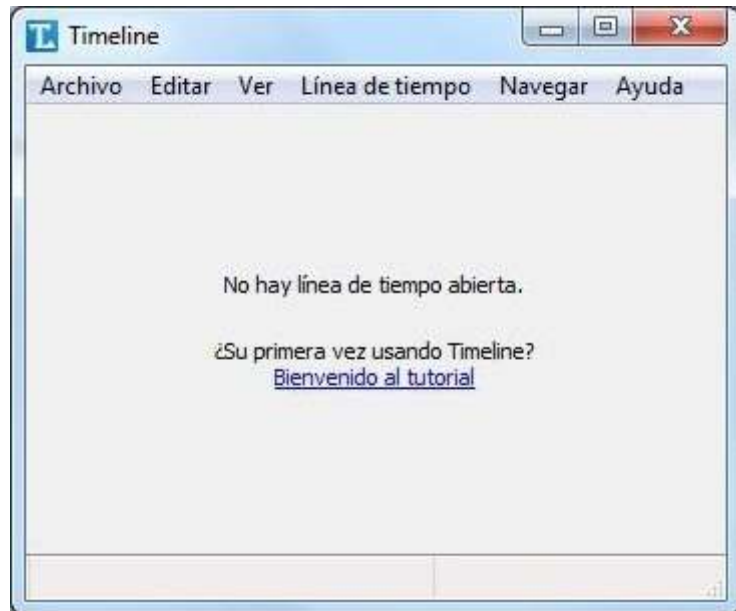 Timeline
Archivo Editar Ver Línea de tiempo Navegar Ayuda
No hay línea de tiempo abierta.
¿Su primera vez usando Timeline?
Bienvenido al tutorial